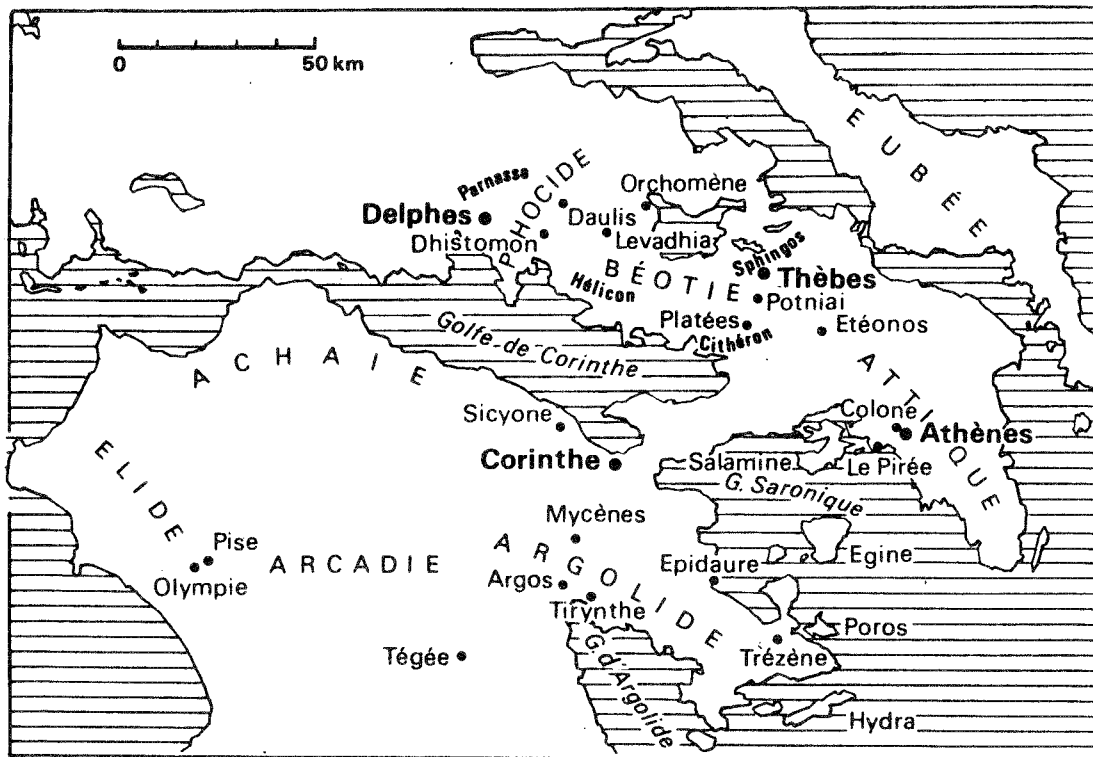 0 50 km
EUBÉE
Parnasse
PHOCIDE
Orchomène
Delphes
Daulis
Dhistomon
Levadhia
Sphingos
BÉOTIE
Thèbes
Hélicon
Potniai
Platées
Etéonos
Cithéron
Golfe de Corinthe
ACHAIE
ATTIQUE
Sicyone
Colone
Athènes
Corinthe
Salamine
Le Pirée
G. Saronique
ELIDE
Mycènes
Pise
ARCADIE
ARGOLIDE
Epidaure
Egine
Olympie
Argos
Tirynthe
Poros
Tégée
Trézène
G. d'Argolide
Hydra